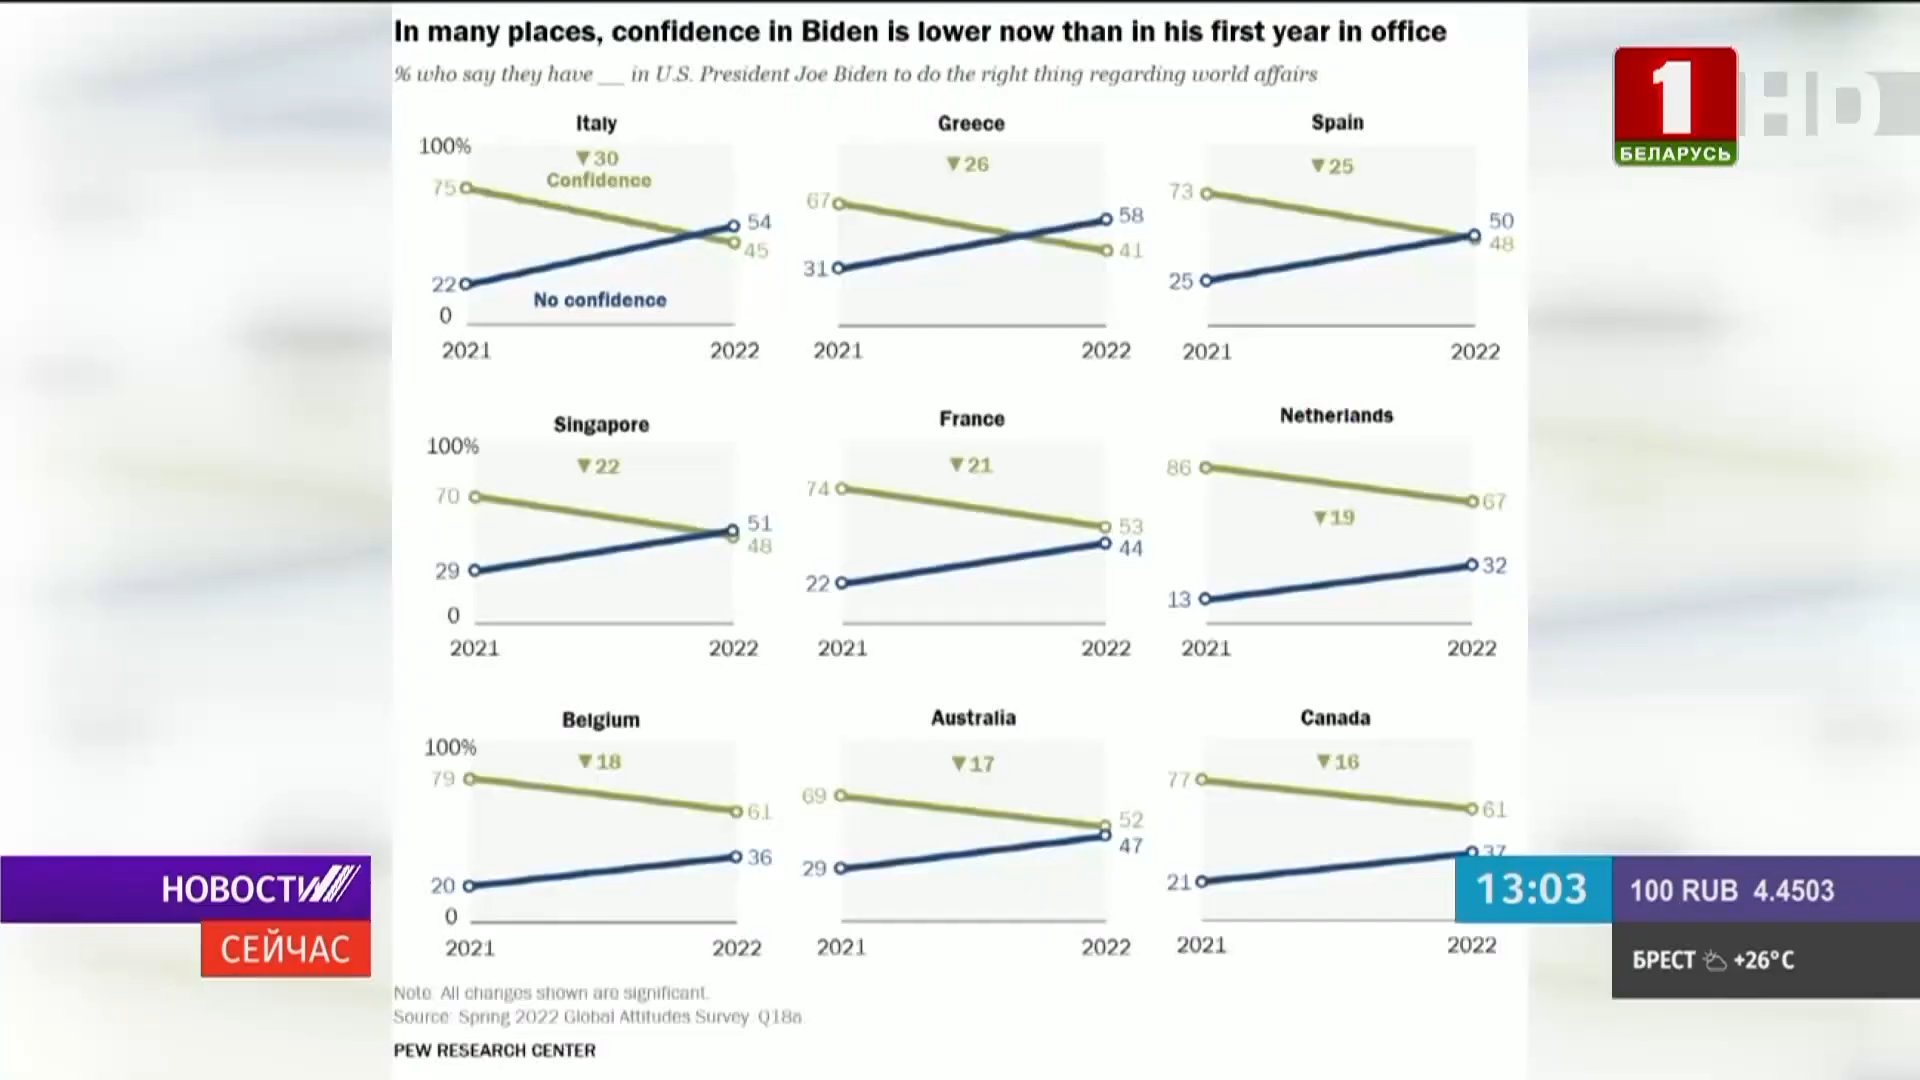 In many places, confidence in Biden is lower now than in his first year in office
% who say they have __ in U.S. President Joe Biden to do the right thing regarding world affairs
1 HD
БЕЛАРУСЬ
Italy
100%
▼30
Confidence
75
54
45
22
No confidence
0
2021 2022
Greece
▼26
67
58
41
31
2021 2022
Spain
▼25
73
50
48
25
2021 2022
Singapore
100%
▼22
70
51
48
29
0
2021 2022
France
▼21
74
53
44
22
2021 2022
Netherlands
86
67
▼19
32
13
2021 2022
Belgium
100%
▼18
79
61
36
20
0
2021 2022
Australia
▼17
69
52
47
29
2021 2022
Canada
▼16
77
61
37
21
2021 2022
НОВОСТИ
СЕЙЧАС
13:03
100 RUB 4.4503
БРЕСТ +26°C
Note: All changes shown are significant.
Source: Spring 2022 Global Attitudes Survey. Q18a.
PEW RESEARCH CENTER